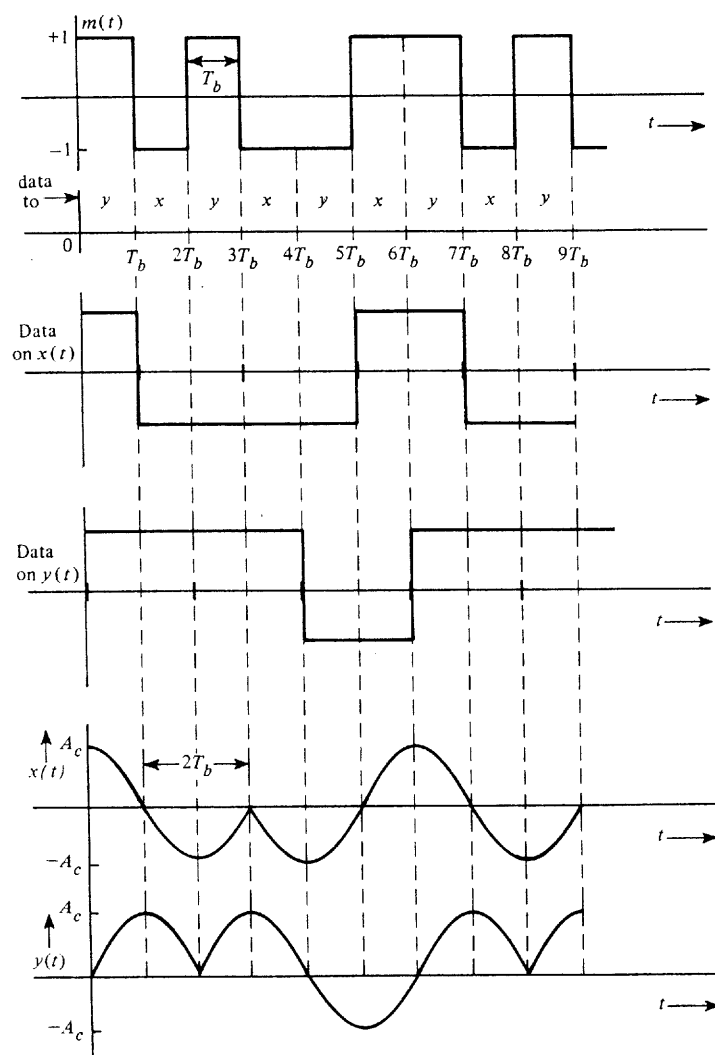 m(t)
+1
T_b
t
−1
data to
y x y x y x y x y
0
T_b 2T_b 3T_b 4T_b 5T_b 6T_b 7T_b 8T_b 9T_b
Data
on x(t)
t
Data
on y(t)
t
A_c
x(t)
2T_b
t
−A_c
A_c
y(t)
t
−A_c